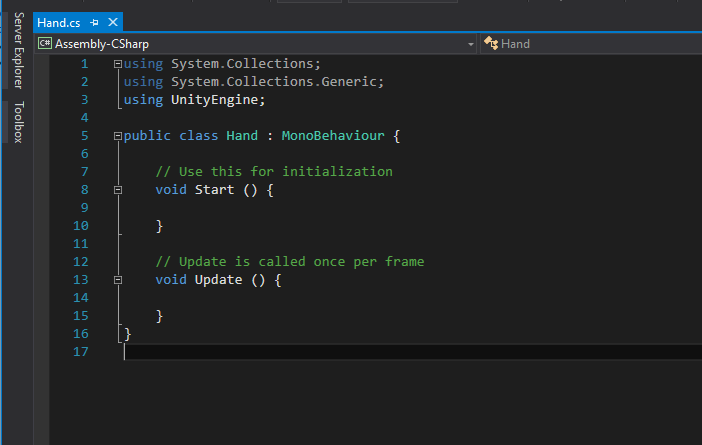 Server Explorer
Toolbox
Hand.cs
C# Assembly-CSharp
Hand
1 using System.Collections;
2 using System.Collections.Generic;
3 using UnityEngine;
4
5 public class Hand : MonoBehaviour {
6
7 // Use this for initialization
8 void Start () {
9
10 }
11
12 // Update is called once per frame
13 void Update () {
14
15 }
16 }
17